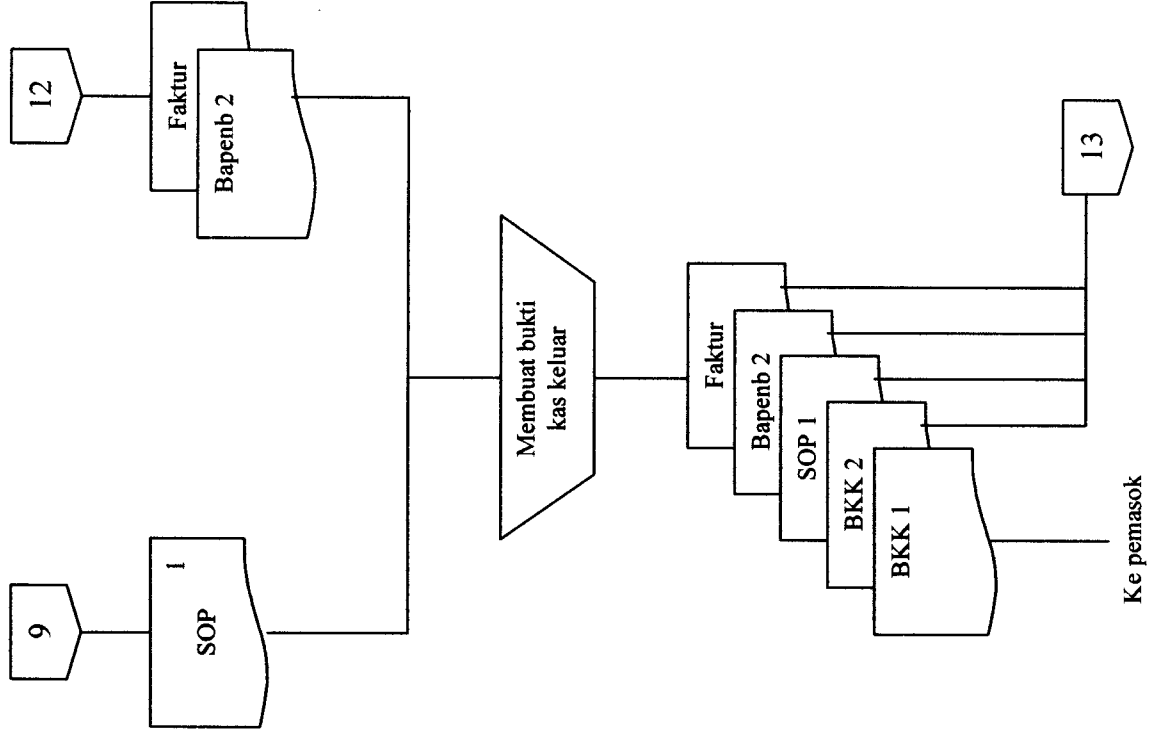 9
12
1
SOP
Faktur
Bapenb 2
Membuat bukti
kas keluar
Faktur
Bapenb 2
SOP 1
BKK 2
BKK 1
13
Ke pemasok